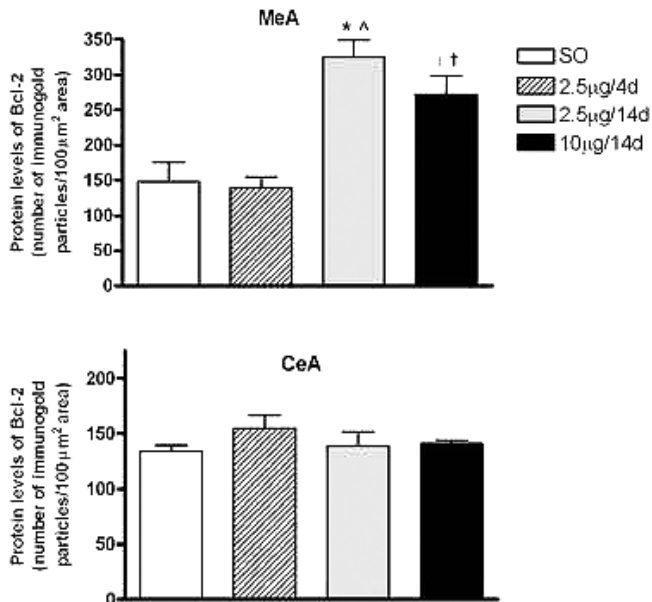 MeA
Protein levels of Bcl-2
(number of immunogold
particles/100µm² area)
350
300
250
200
150
100
50
0
* ^
†
SO
2.5µg/4d
2.5µg/14d
10µg/14d
CeA
Protein levels of Bcl-2
(number of immunogold
particles/100µm² area)
200
150
100
50
0